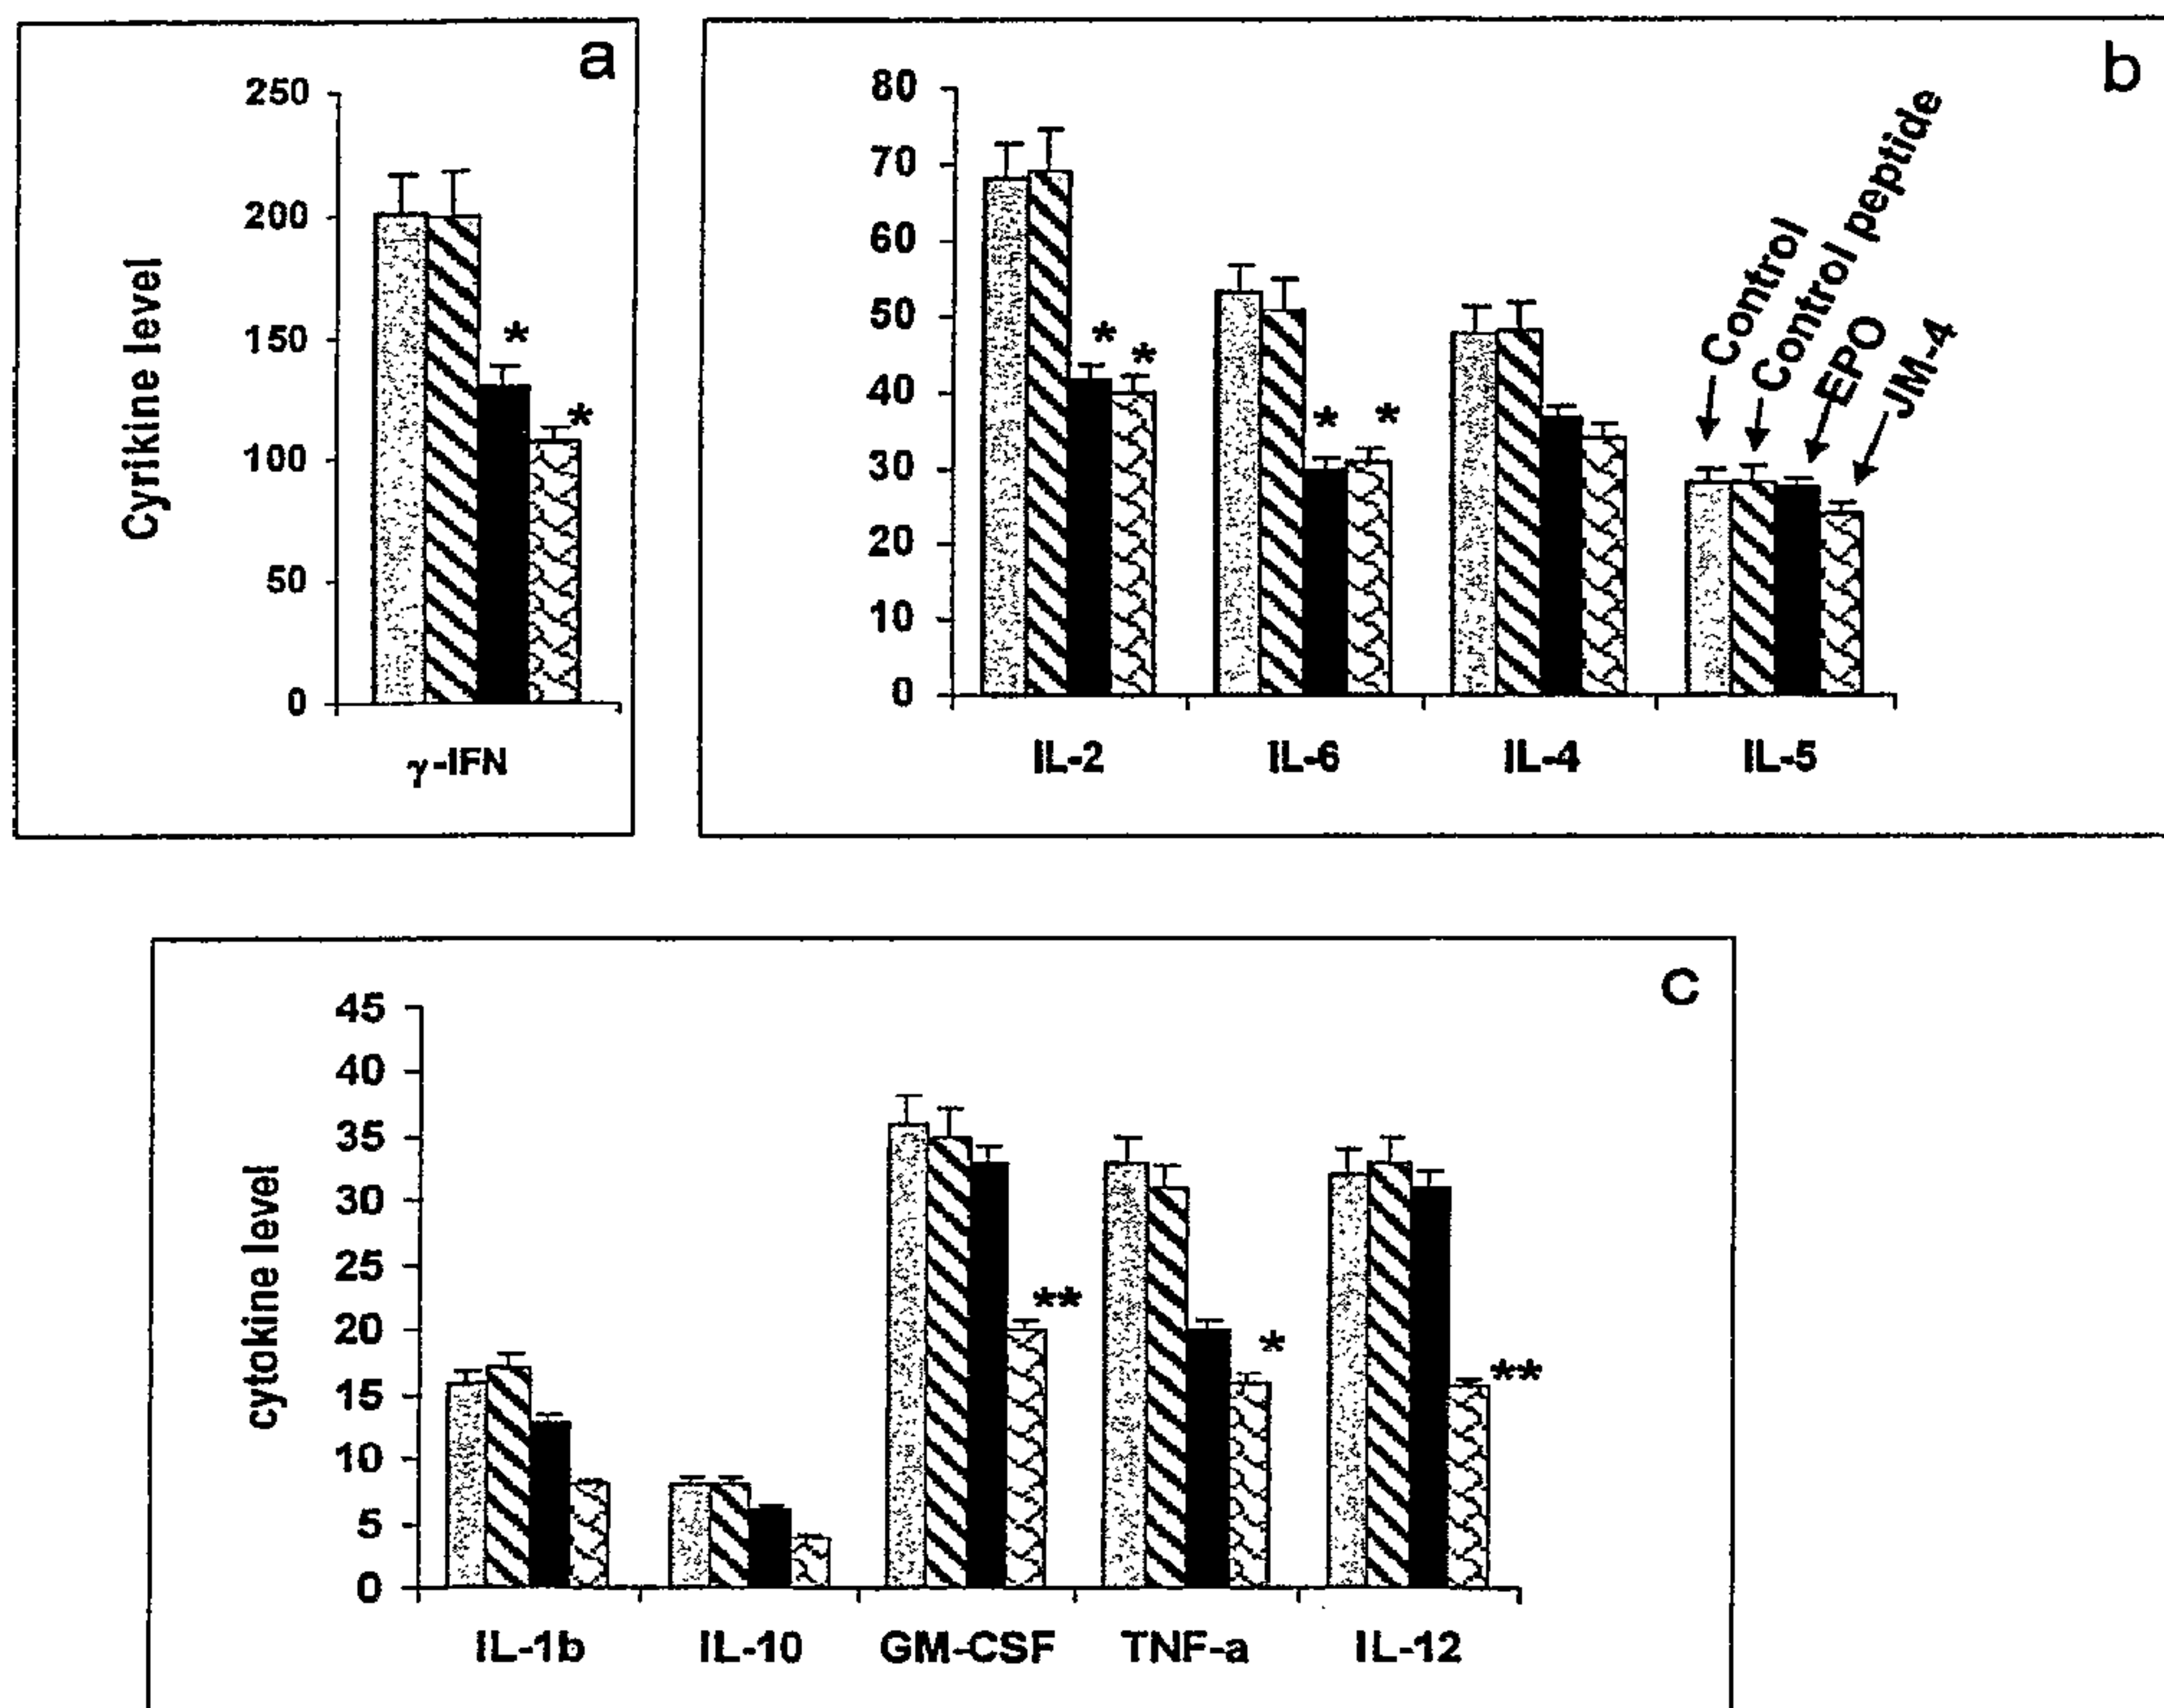 a
250
200
150
100
50
0
Cyrikine level
*
*
γ-IFN
b
80
70
60
50
40
30
20
10
0
*
*
*
*
Control
Control peptide
EPO
JM-4
IL-2 IL-6 IL-4 IL-5
c
45
40
35
30
25
20
15
10
5
0
cytokine level
**
*
**
IL-1b IL-10 GM-CSF TNF-a IL-12